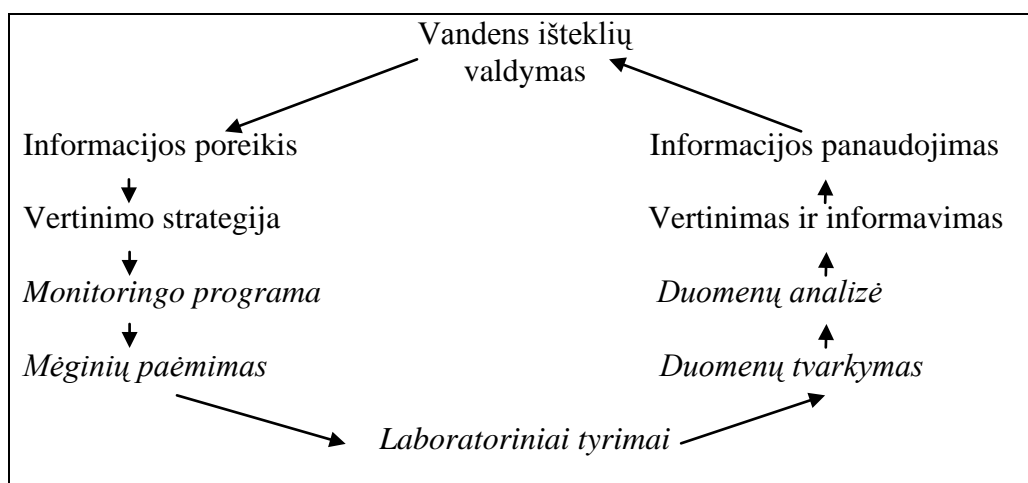 Vandens išteklių
valdymas
Informacijos poreikis
Informacijos panaudojimas
Vertinimo strategija
Vertinimas ir informavimas
Monitoringo programa
Duomenų analizė
Mėginių paėmimas
Duomenų tvarkymas
Laboratoriniai tyrimai